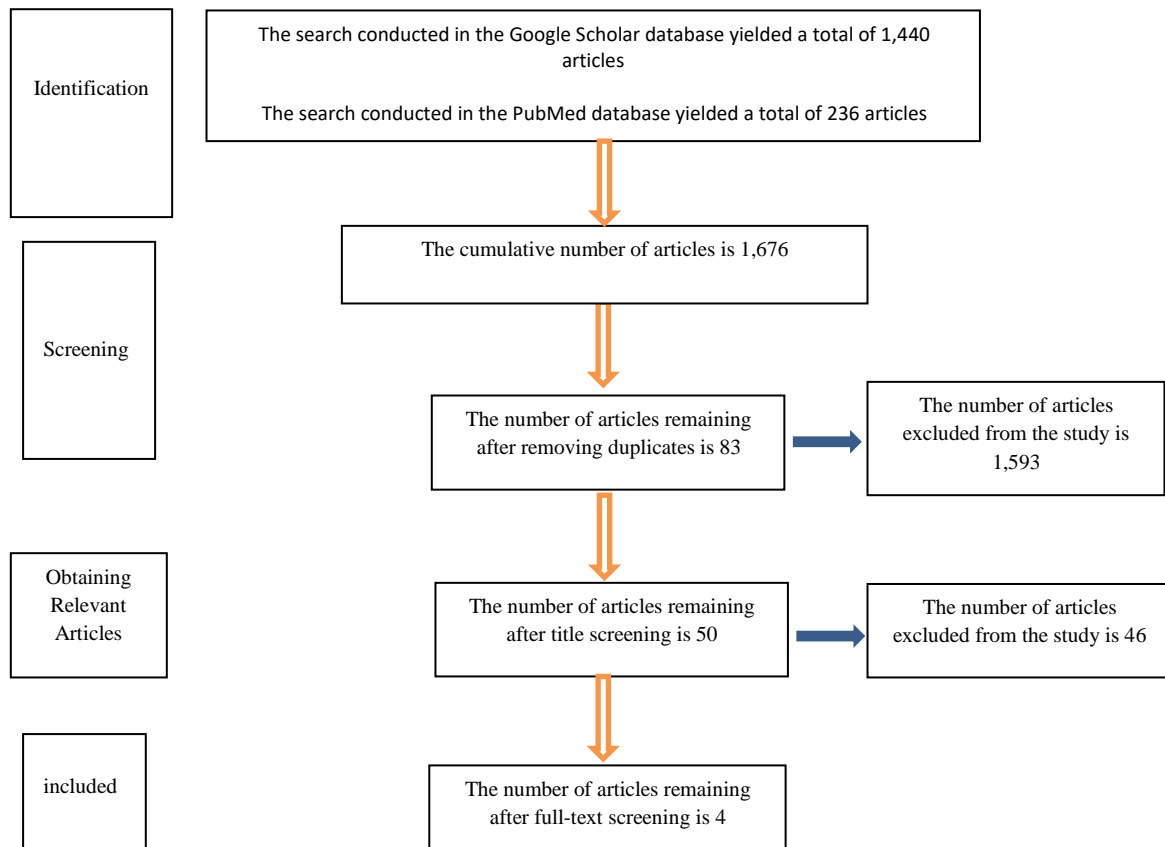 The search conducted in the Google Scholar database yielded a total of 1,440
articles
Identification
The search conducted in the PubMed database yielded a total of 236 articles
The cumulative number of articles is 1,676
Screening
The number of articles remaining
after removing duplicates is 83
The number of articles
excluded from the study is
1,593
Obtaining
Relevant
Articles
The number of articles remaining
after title screening is 50
The number of articles
excluded from the study is 46
included
The number of articles remaining
after full-text screening is 4